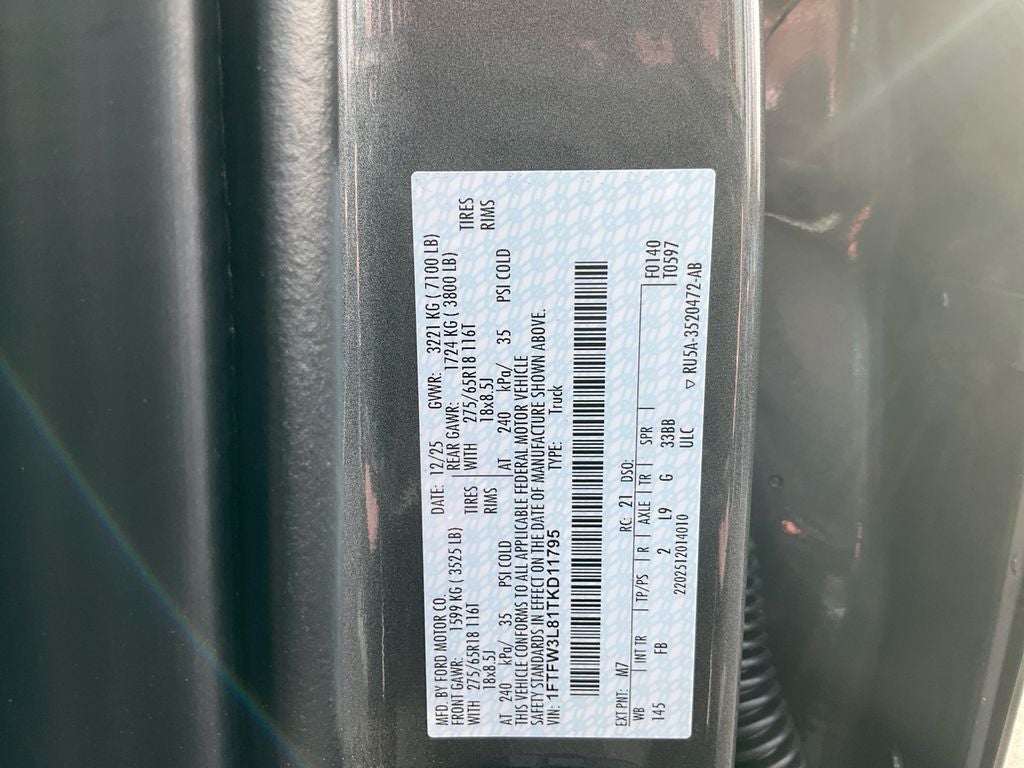 MFD. BY FORD MOTOR CO. DATE: 12/25 GVWR: 3221 KG ( 7100 LB)
FRONT GAWR: 1599 KG ( 3525 LB) REAR GAWR: 1724 KG ( 3800 LB)
WITH 275/65R18 116T TIRES WITH 275/65R18 116T TIRES
18x8.5J RIMS 18x8.5J RIMS
AT 240 kPa/ 35 PSI COLD AT 240 kPa/ 35 PSI COLD
THIS VEHICLE CONFORMS TO ALL APPLICABLE FEDERAL MOTOR VEHICLE
SAFETY STANDARDS IN EFFECT ON THE DATE OF MANUFACTURE SHOWN ABOVE.
VIN: 1FTFW3L81TKD11795 TYPE: Truck
EXT PNT: M7 RC: 21 DSO: F0140
WB INT TR TP/PS R AXLE TR SPR T0597
145 FB 2 L9 G 33BB
2202512014010 ULC
▽ RU5A-3520472-AB